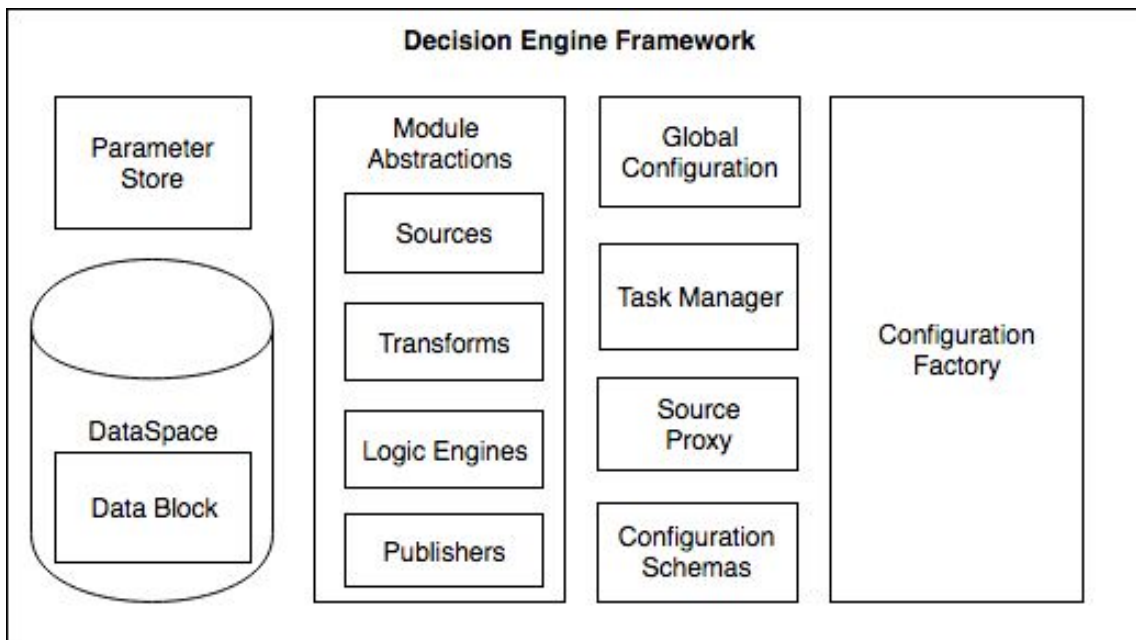 Decision Engine Framework
Parameter
Store
DataSpace
Data Block
Module
Abstractions
Sources
Transforms
Logic Engines
Publishers
Global
Configuration
Task Manager
Source
Proxy
Configuration
Schemas
Configuration
Factory